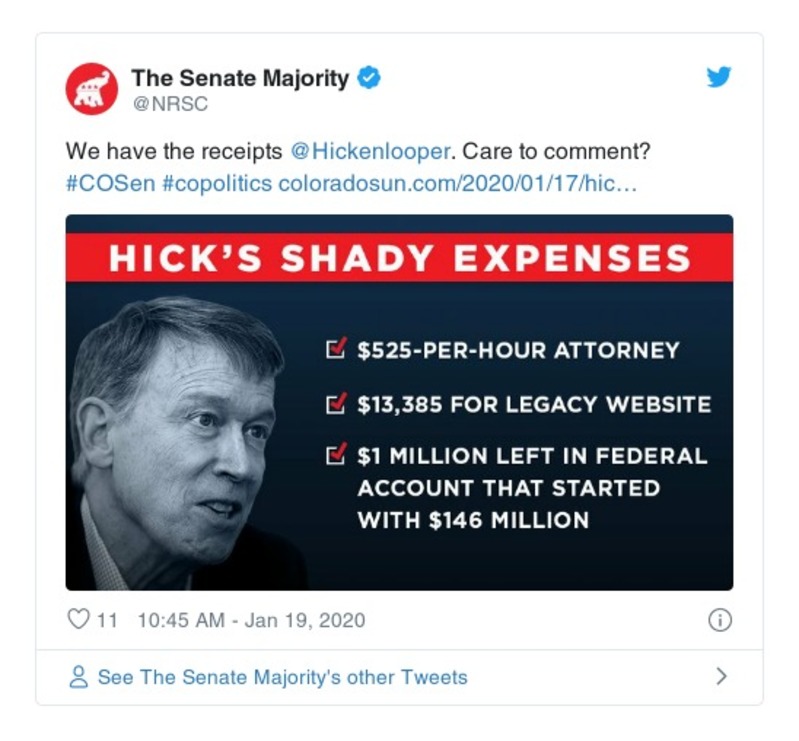 The Senate Majority
@NRSC
We have the receipts @Hickenlooper. Care to comment?
#COSen #copolitics coloradosun.com/2020/01/17/hic…
HICK'S SHADY EXPENSES
$525-PER-HOUR ATTORNEY
$13,385 FOR LEGACY WEBSITE
$1 MILLION LEFT IN FEDERAL
ACCOUNT THAT STARTED
WITH $146 MILLION
11 10:45 AM - Jan 19, 2020
See The Senate Majority's other Tweets